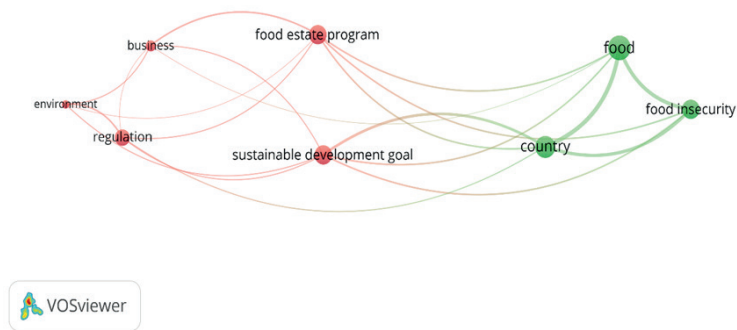 food estate program
business
food
environment
food insecurity
regulation
country
sustainable development goal
VOSviewer